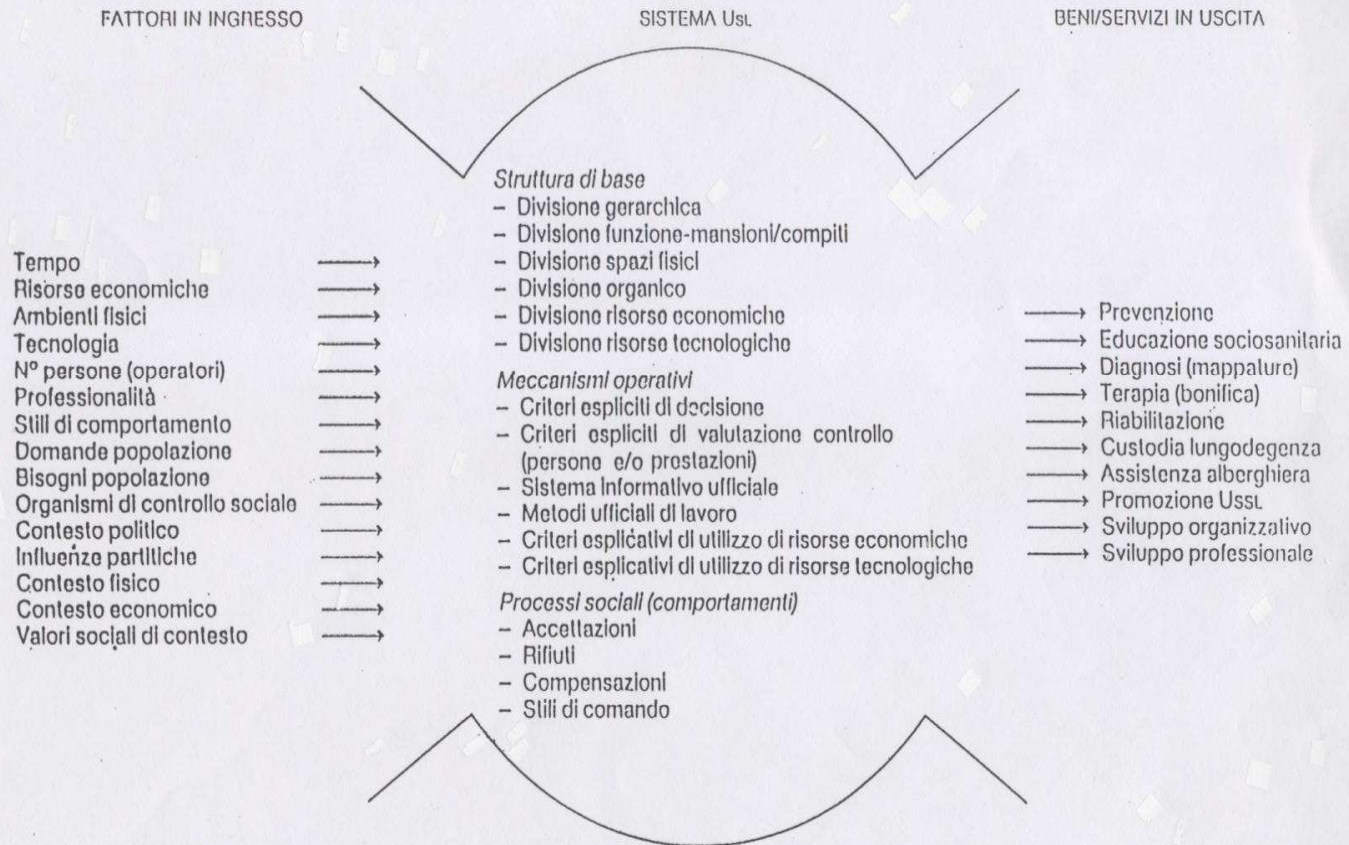 FATTORI IN INGRESSO
SISTEMA USL
BENI/SERVIZI IN USCITA
Tempo
Risorse economiche
Ambienti fisici
Tecnologia
N° persone (operatori)
Professionalità
Stili di comportamento
Domande popolazione
Bisogni popolazione
Organismi di controllo sociale
Contesto politico
Influenze partitiche
Contesto fisico
Contesto economico
Valori sociali di contesto
Struttura di base
– Divisione gerarchica
– Divisione funzione-mansioni/compiti
– Divisione spazi fisici
– Divisione organico
– Divisione risorse economiche
– Divisione risorse tecnologiche
Meccanismi operativi
– Criteri espliciti di decisione
– Criteri espliciti di valutazione controllo
(persone e/o prestazioni)
– Sistema informativo ufficiale
– Metodi ufficiali di lavoro
– Criteri esplicativi di utilizzo di risorse economiche
– Criteri esplicativi di utilizzo di risorse tecnologiche
Processi sociali (comportamenti)
– Accettazioni
– Rifiuti
– Compensazioni
– Stili di comando
Prevenzione
Educazione sociosanitaria
Diagnosi (mappature)
Terapia (bonifica)
Riabilitazione
Custodia lungodegenza
Assistenza alberghiera
Promozione USSL
Sviluppo organizzativo
Sviluppo professionale